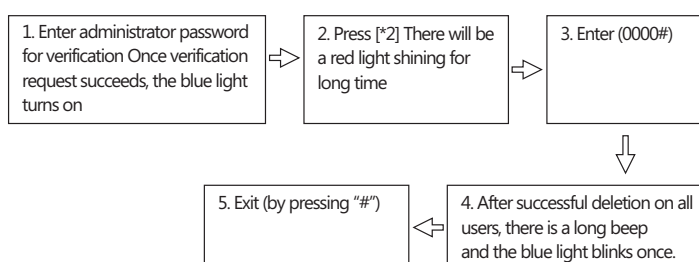 1. Enter administrator password
for verification Once verification
request succeeds, the blue light
turns on
2. Press [*2] There will be
a red light shining for
long time
3. Enter (0000#)
4. After successful deletion on all
users, there is a long beep
and the blue light blinks once.
5. Exit (by pressing “#”)